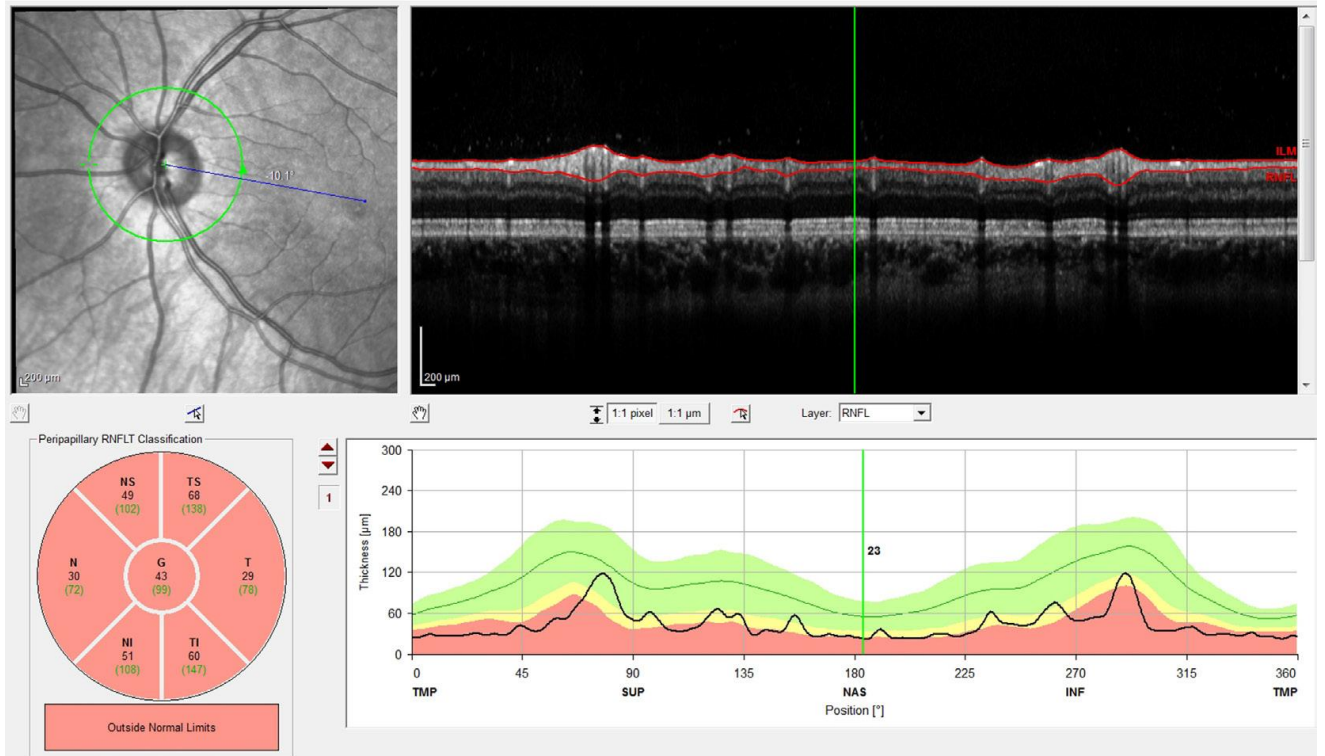 -10.1°
200 µm
ILM
RNFL
200 µm
1:1 pixel 1:1 µm Layer: RNFL
Peripapillary RNFLT Classification
NS
49
(102)
TS
68
(138)
N
30
(72)
G
43
(99)
T
29
(78)
NI
51
(108)
TI
60
(147)
Outside Normal Limits
1
Thickness [µm]
300
240
180
120
60
0
23
0 45 90 135 180 225 270 315 360
TMP SUP NAS INF TMP
Position [°]